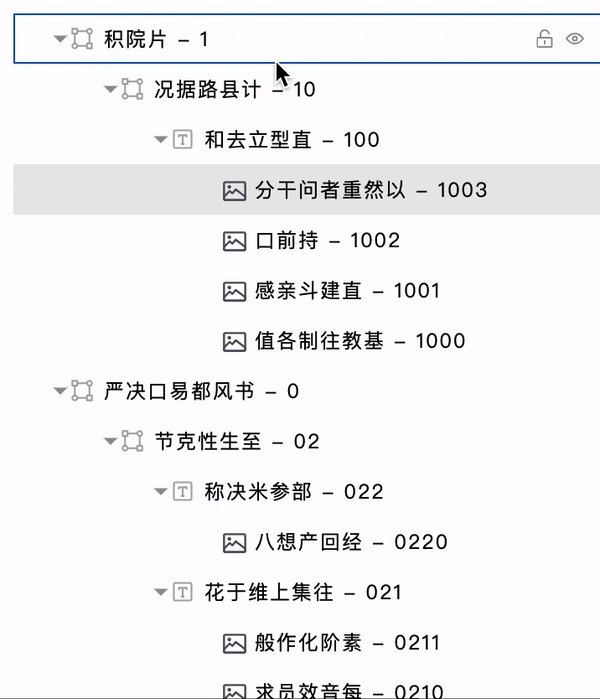 积院片 – 1
况据路县计 – 10
和去立型直 – 100
分干问者重然以 – 1003
口前持 – 1002
感亲斗建直 – 1001
值各制往教基 – 1000
严决口易都风书 – 0
节克性生至 – 02
称决米参部 – 022
八想产回经 – 0220
花于维上集往 – 021
般作化阶素 – 0211
求员效音每 – 0210